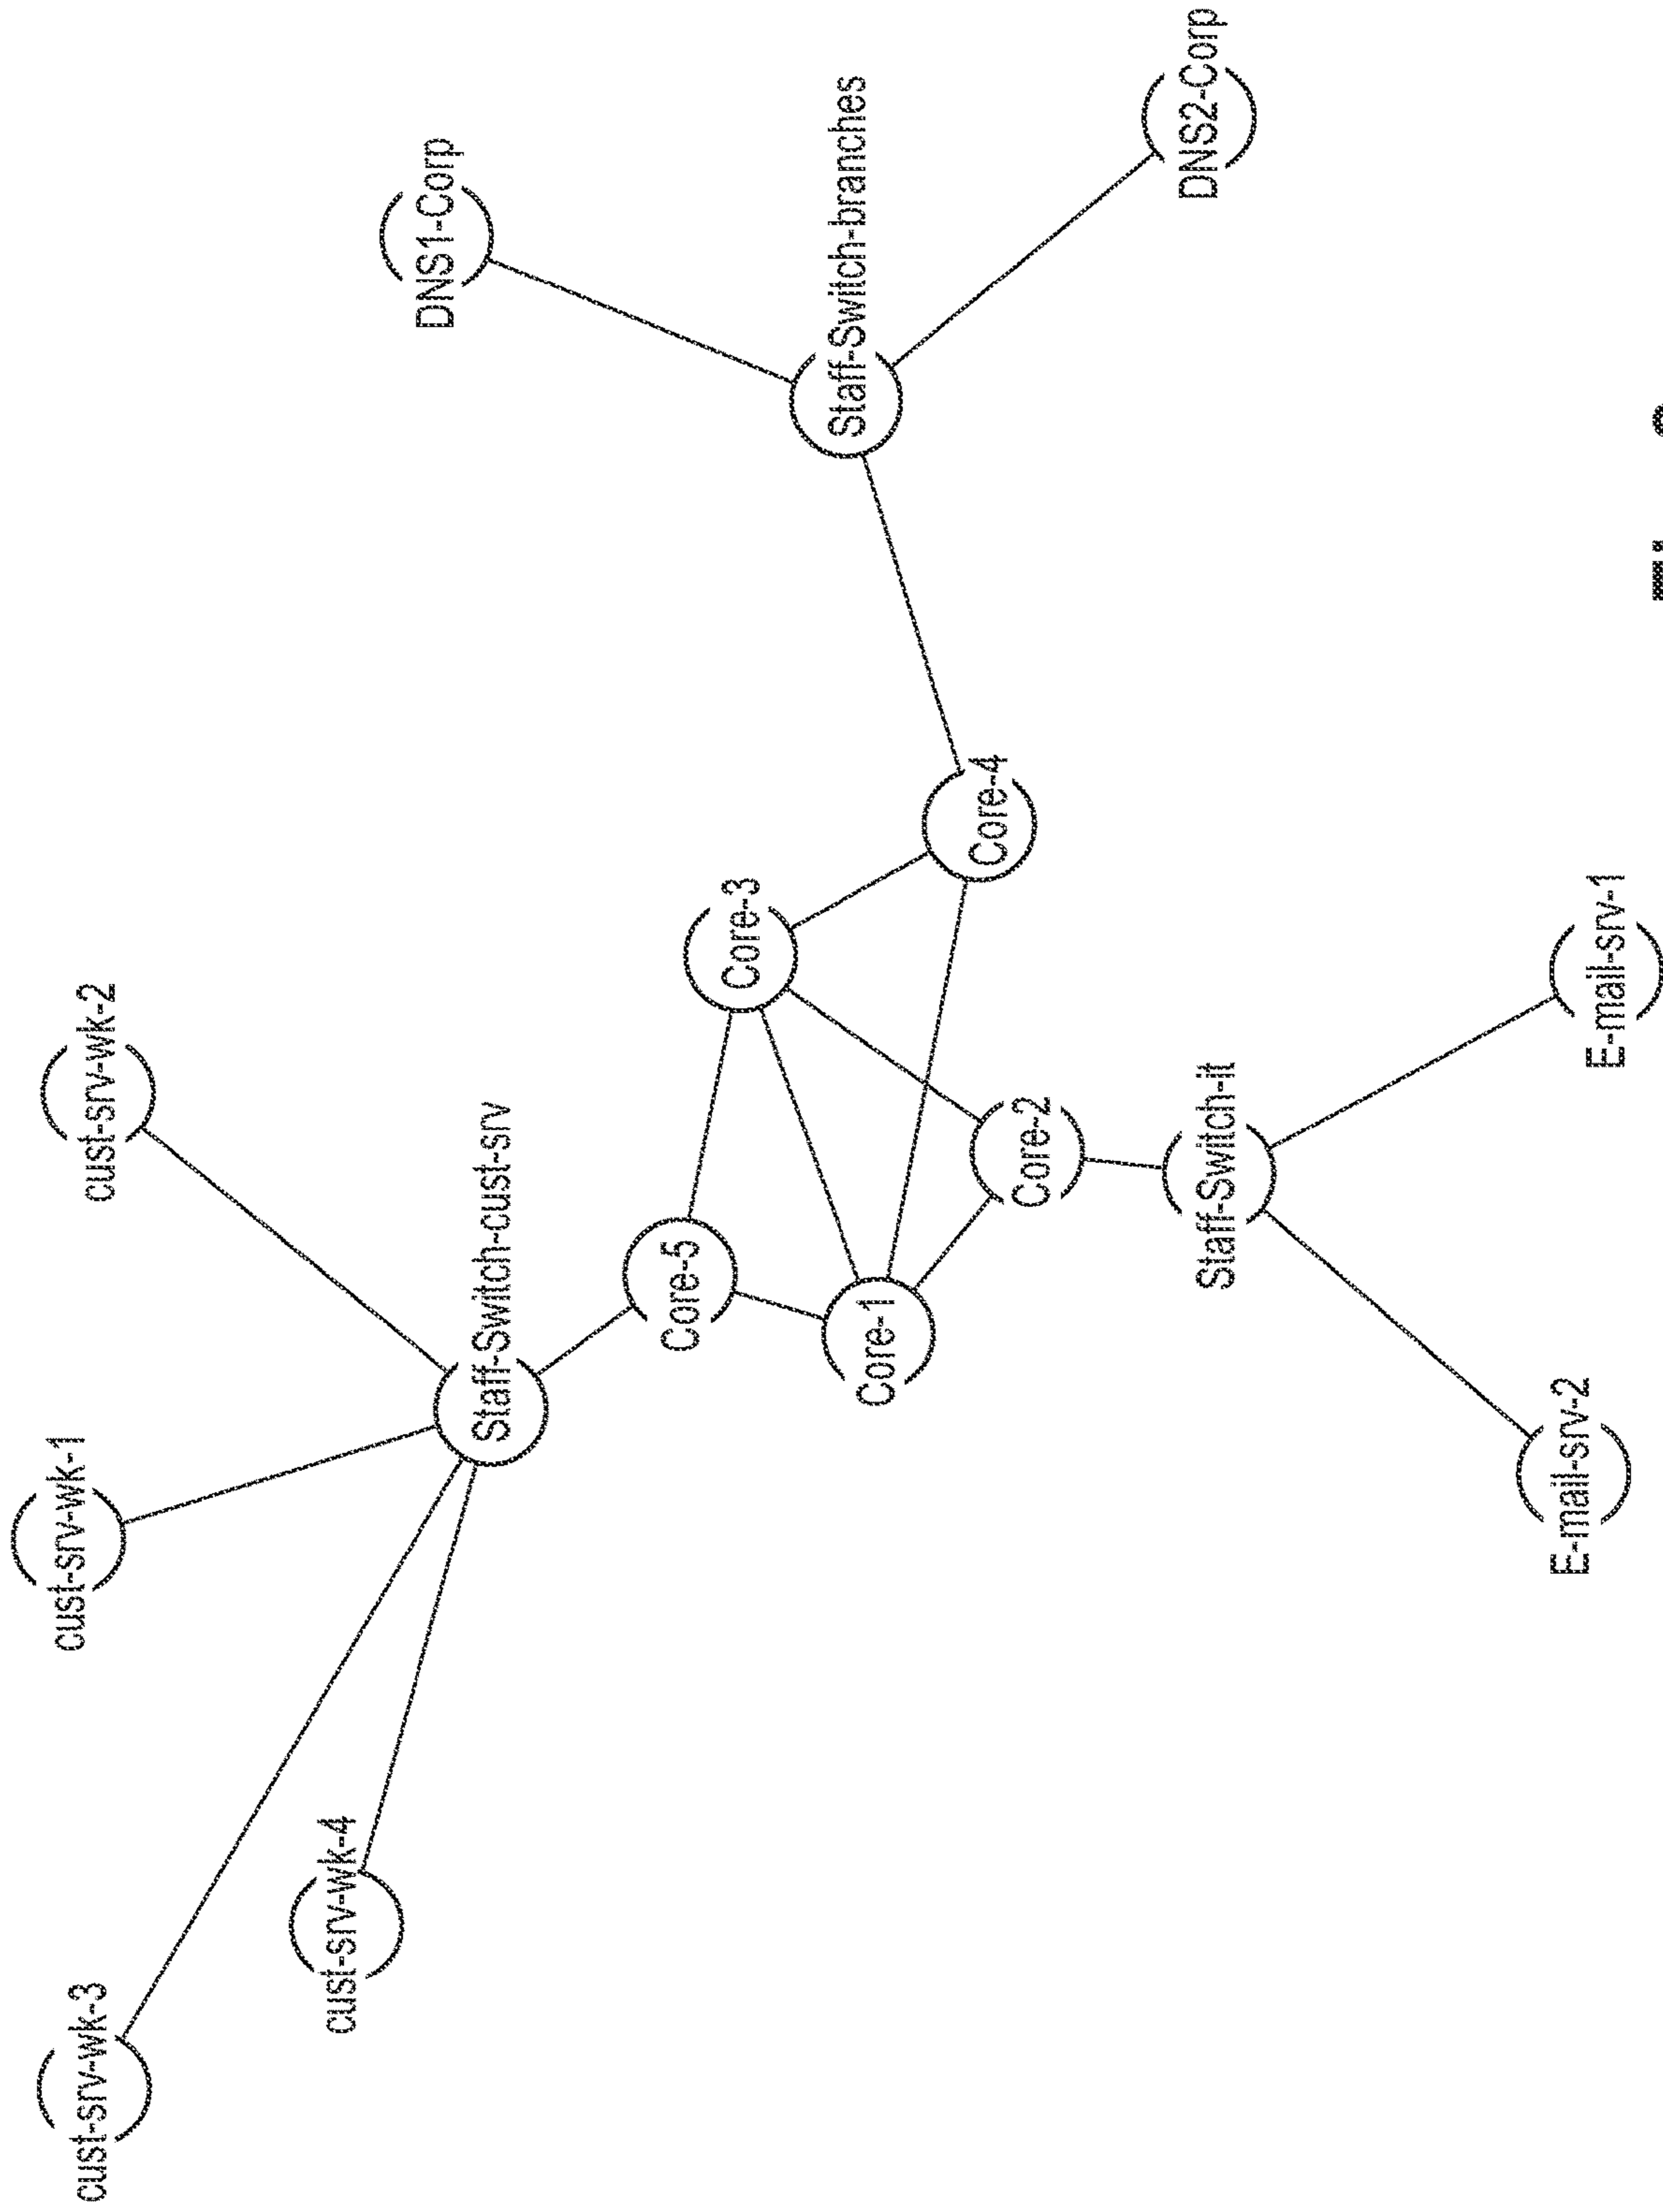 cust-srv-wk-3
cust-srv-wk-1
cust-srv-wk-2
cust-srv-wk-4
Staff-Switch-cust-srv
DNS1-Corp
Core-5
Core-3
Core-1
Staff-Switch-branches
Core-4
Core-2
DNS2-Corp
Staff-Switch-it
E-mail-srv-2
E-mail-srv-1